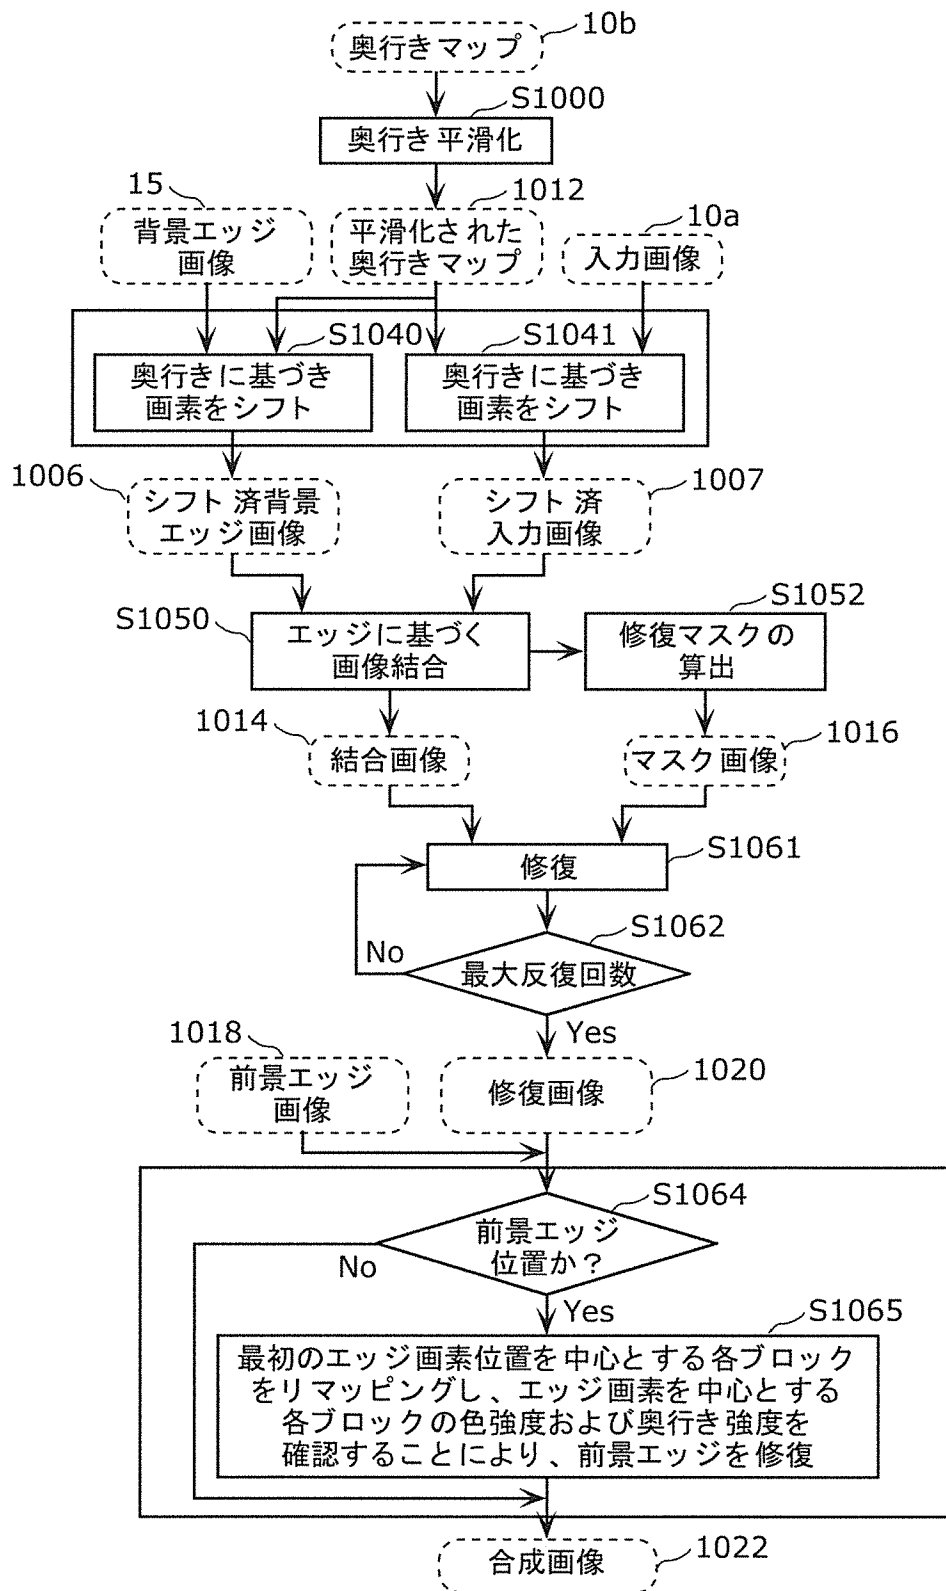 10b
奥行きマップ
S1000
奥行き平滑化
15
1012
10a
背景エッジ
画像
平滑化された
奥行きマップ
入力画像
S1040
S1041
奥行きに基づき
画素をシフト
奥行きに基づき
画素をシフト
1006
1007
シフト済背景
エッジ画像
シフト済
入力画像
S1050
S1052
エッジに基づく
画像結合
修復マスクの
算出
1014
1016
結合画像
マスク画像
S1061
修復
S1062
No
最大反復回数
Yes
1018
1020
前景エッジ
画像
修復画像
S1064
前景エッジ
位置か？
No
Yes
S1065
最初のエッジ画素位置を中心とする各ブロック
をリマッピングし、エッジ画素を中心とする
各ブロックの色強度および奥行き強度を
確認することにより、前景エッジを修復
合成画像
1022